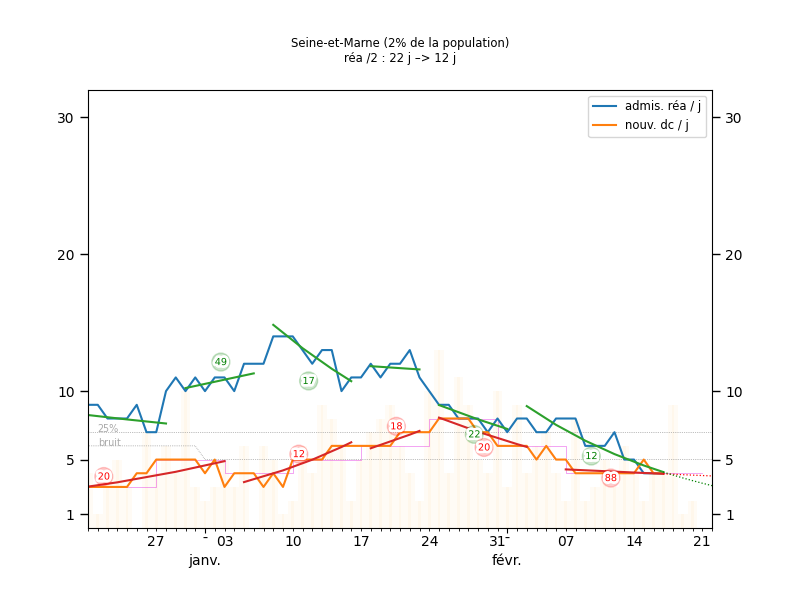 Seine-et-Marne (2% de la population)
réa /2 : 22 j –> 12 j
admis. réa / j
nouv. dc / j
30 30
20 20
10 10
5 5
1 1
25%
bruit
20
49
12
17
18
22
20
12
88
27 - 03 10 17 24 31- 07 14 21
janv. févr.